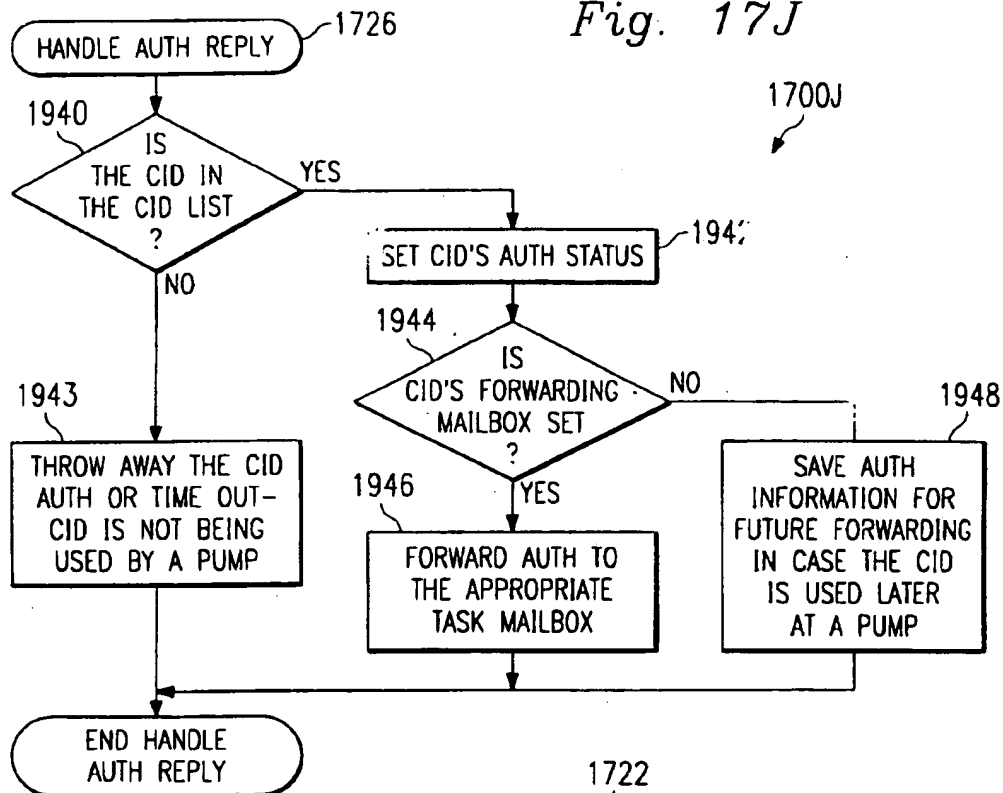 Fig. 17J
1700J
HANDLE AUTH REPLY
1726
1940
IS
THE CID IN
THE CID LIST
?
YES
NO
SET CID'S AUTH STATUS
1944
IS
CID'S FORWARDING
MAILBOX SET
?
NO
YES
1943
THROW AWAY THE CID
AUTH OR TIME OUT–
CID IS NOT BEING
USED BY A PUMP
1946
FORWARD AUTH TO
THE APPROPRIATE
TASK MAILBOX
1948
SAVE AUTH
INFORMATION FOR
FUTURE FORWARDING
IN CASE THE CID
IS USED LATER
AT A PUMP
END HANDLE
AUTH REPLY
1722